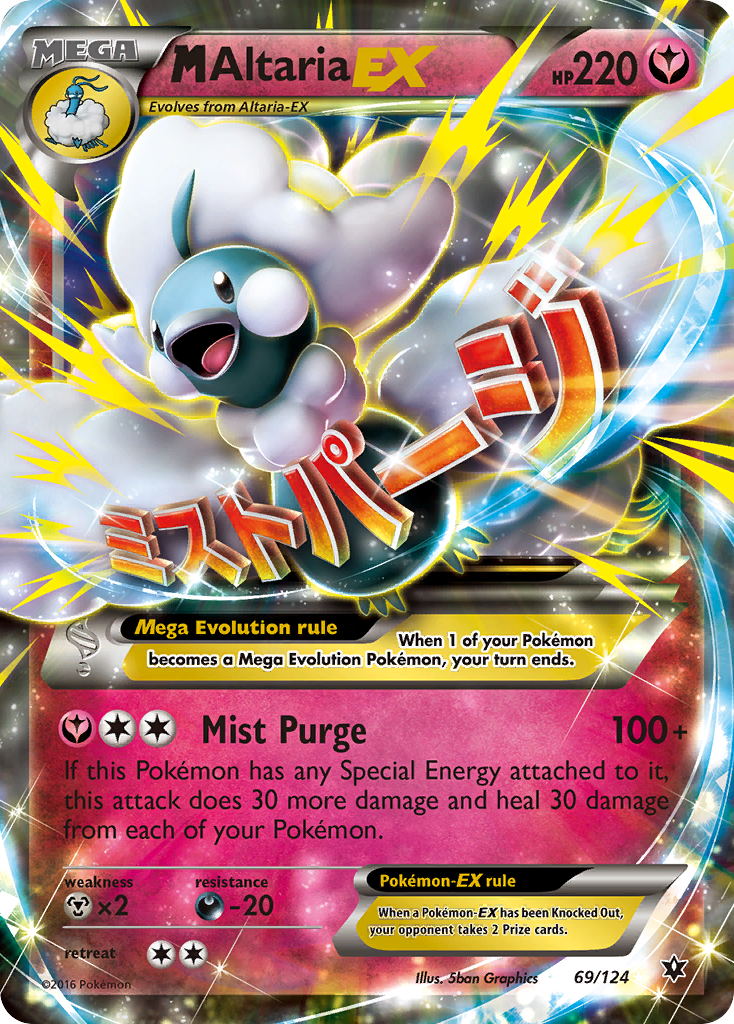 MEGA
MAltariaEX
HP220
Evolves from Altaria-EX
ミストパージ
Mega Evolution rule
When 1 of your Pokémon
becomes a Mega Evolution Pokémon, your turn ends.
Mist Purge 100+
If this Pokémon has any Special Energy attached to it,
this attack does 30 more damage and heal 30 damage
from each of your Pokémon.
weakness
×2
resistance
-20
retreat
Pokémon-EX rule
When a Pokémon-EX has been Knocked Out,
your opponent takes 2 Prize cards.
©2016 Pokémon
Illus. 5ban Graphics
69/124